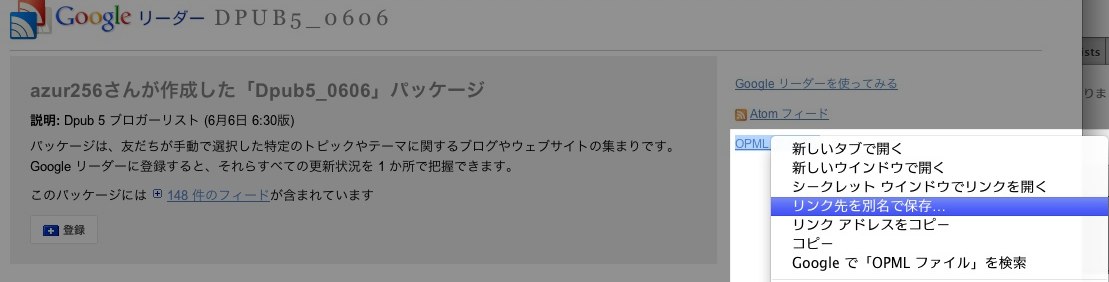 Google リーダー DPUB5_0606
azur256さんが作成した「Dpub5_0606」パッケージ
説明: Dpub 5 ブロガーリスト (6月6日 6:30版)
パッケージは、友だちが手動で選択した特定のトピックやテーマに関するブログやウェブサイトの集まりです。
Google リーダーに登録すると、それらすべての更新状況を 1 か所で把握できます。
このパッケージには 148 件のフィードが含まれています
登録
Google リーダーを使ってみる
Atom フィード
OPML
新しいタブで開く
新しいウインドウで開く
シークレット ウインドウでリンクを開く
リンク先を別名で保存...
リンク アドレスをコピー
コピー
Google で「OPML ファイル」を検索
ists
りま